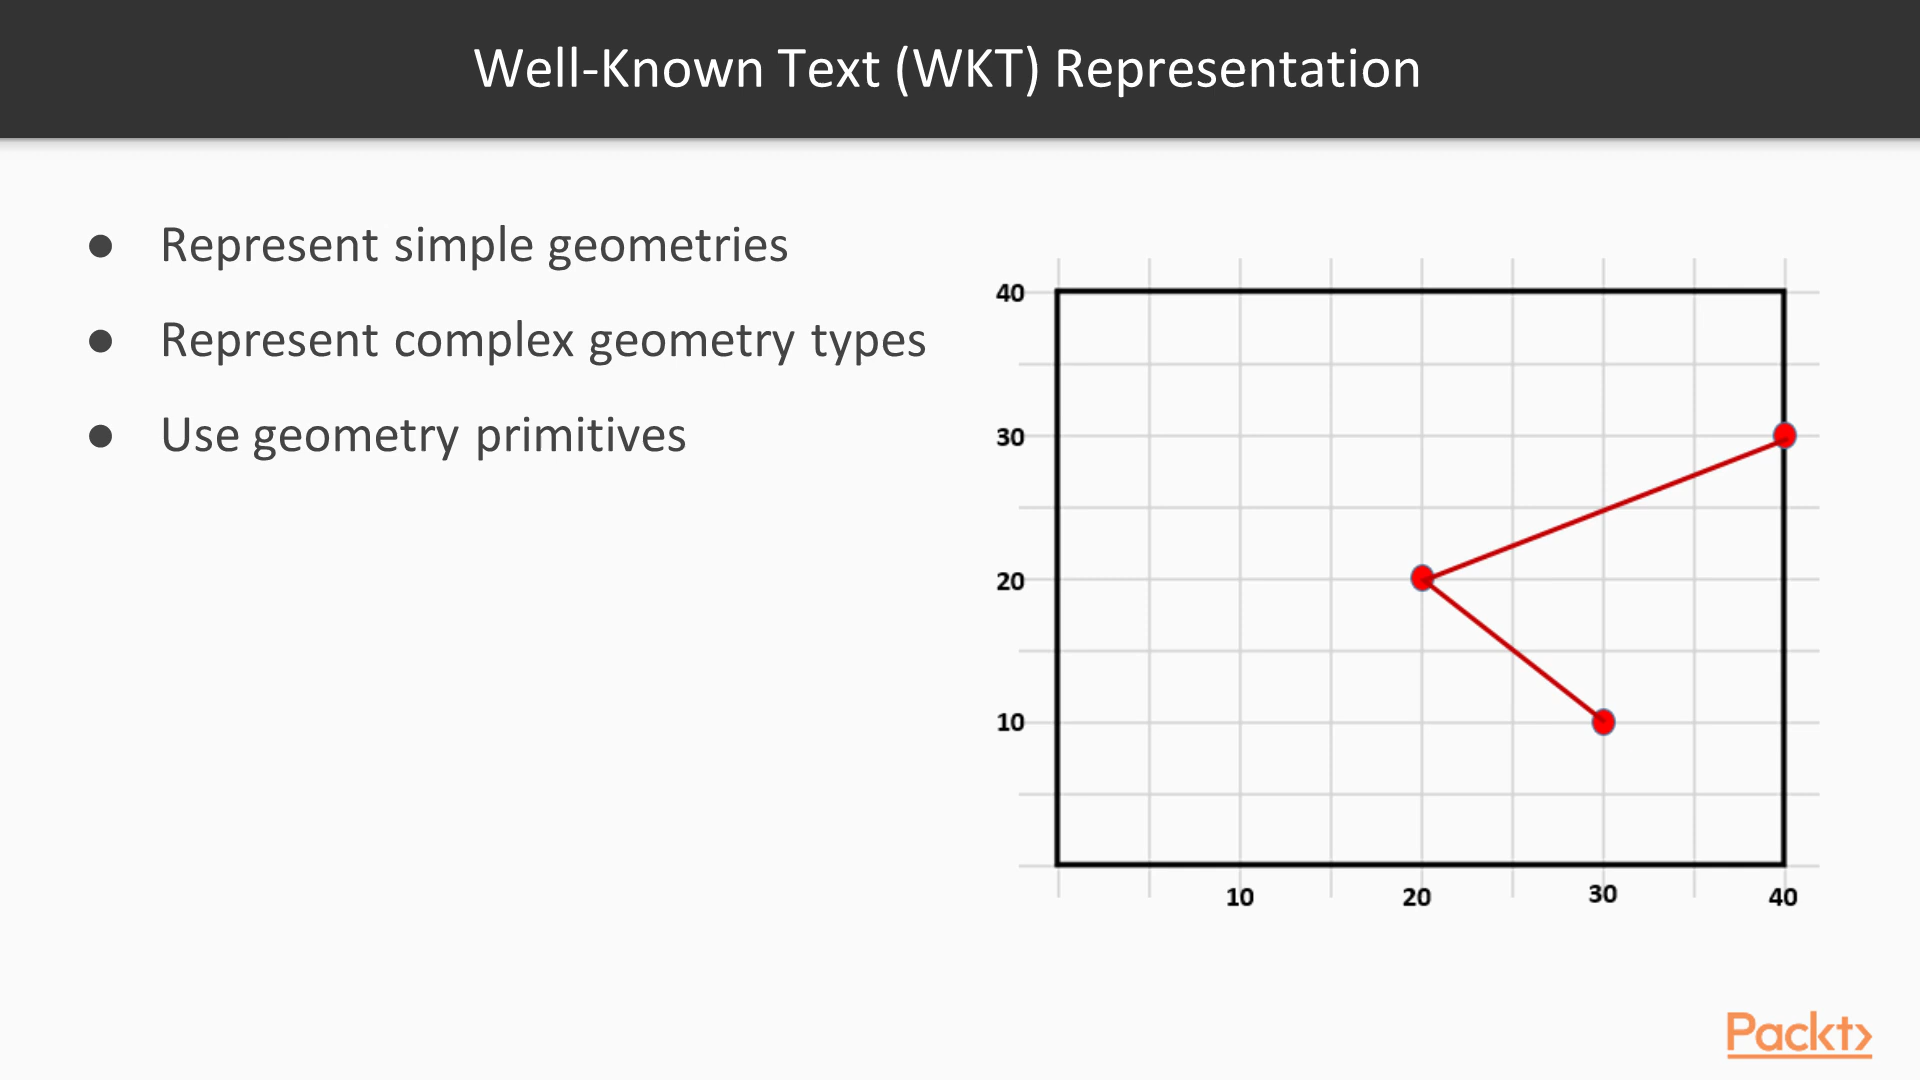 Well-Known Text (WKT) Representation
● Represent simple geometries
● Represent complex geometry types
● Use geometry primitives
40
30
20
10
10 20 30 40
Packt>